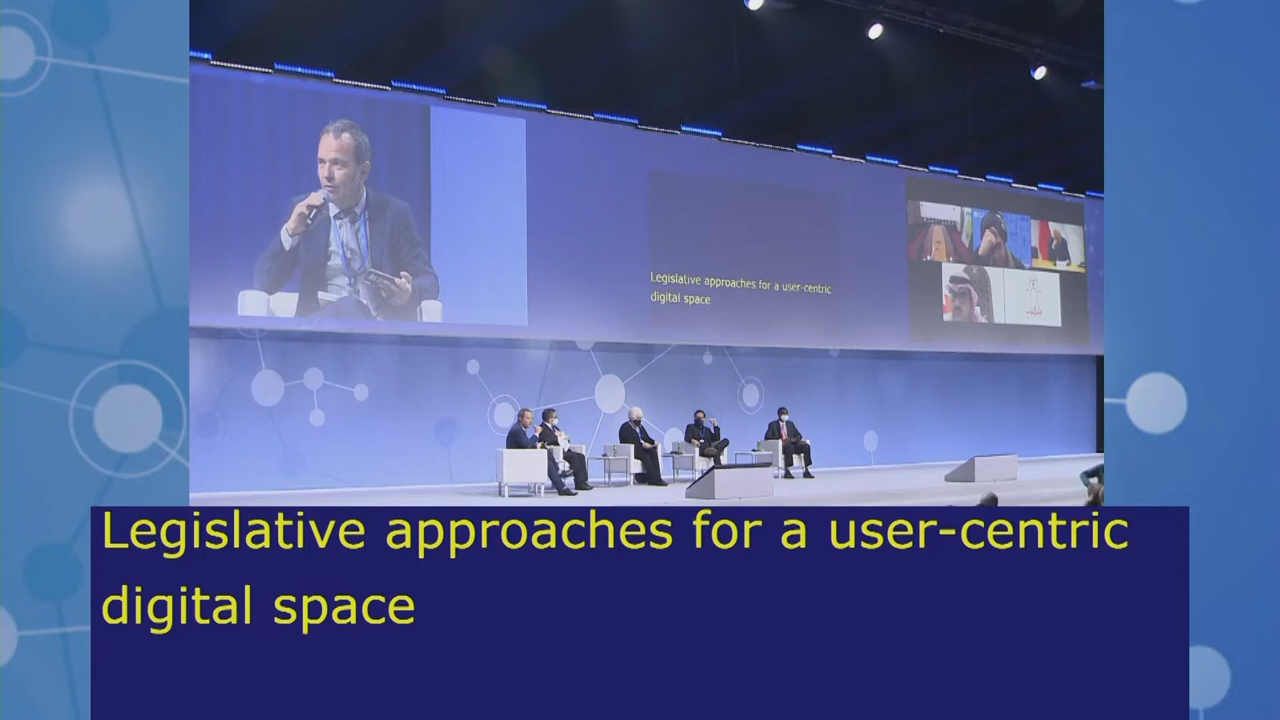 Legislative approaches for a user-centric
digital space
Legislative approaches for a user-centric
digital space